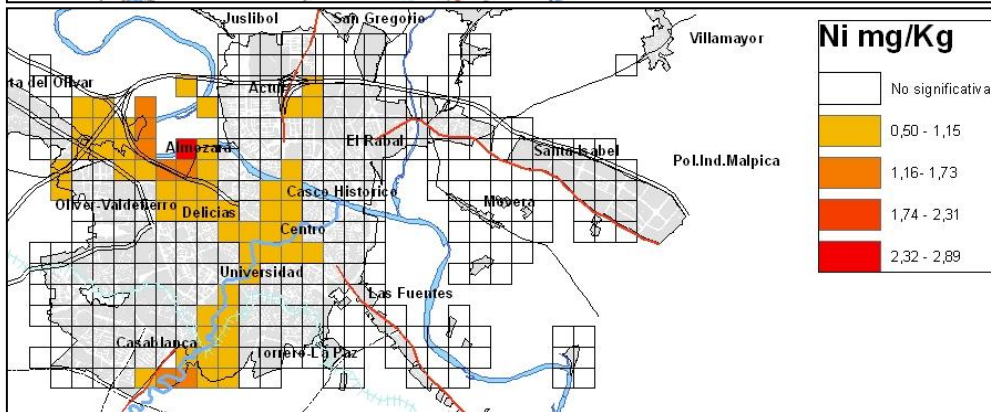 Juslibol
San Gregorio
Villamayor
ta del Olivar
Actur
Almozara
El Rabal
Santa Isabel
Pol.Ind.Malpica
Oliver-Valdefierro
Delicias
Casco Historico
Movera
Centro
Universidad
Las Fuentes
Casablanca
Torrero-La Paz
Ni mg/Kg
No significativa
0,50 - 1,15
1,16- 1,73
1,74 - 2,31
2,32 - 2,89